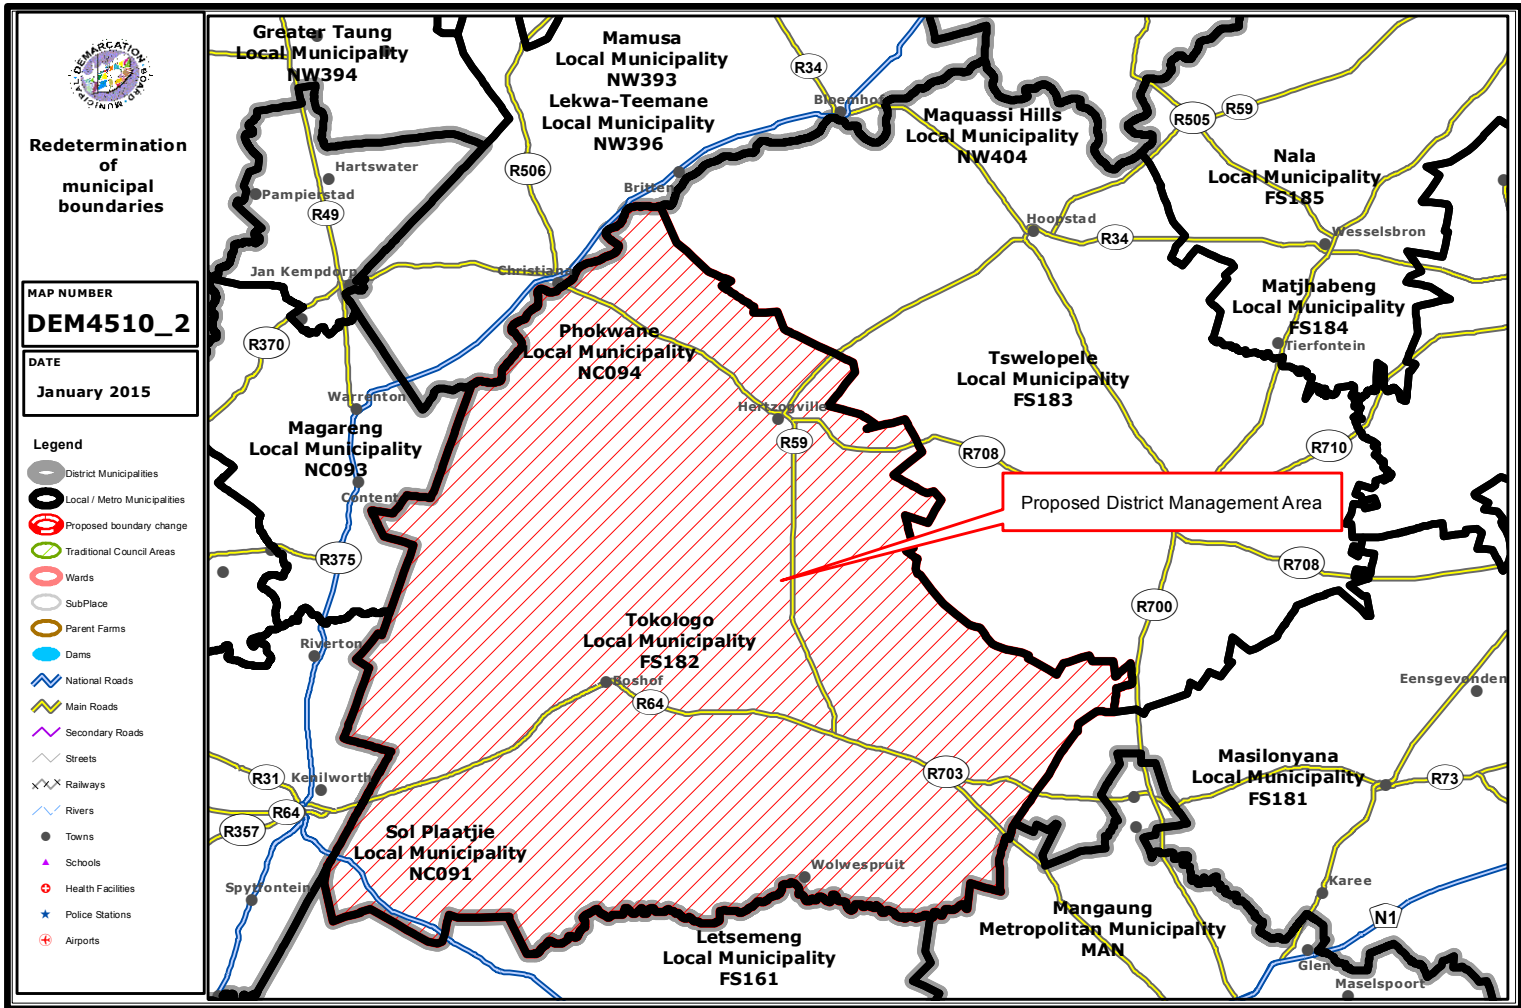 MUNICIPAL DEMARCATION BOARD
Redetermination
of
municipal
boundaries
MAP NUMBER
DEM4510_2
DATE
January 2015
Legend
District Municipalities
Local / Metro Municipalities
Proposed boundary change
Traditional Council Areas
Wards
SubPlace
Parent Farms
Dams
National Roads
Main Roads
Secondary Roads
Streets
Railways
Rivers
Towns
Schools
Health Facilities
Police Stations
Airports
Greater Taung
Local Municipality
NW394
Mamusa
Local Municipality
NW393
Lekwa-Teemane
Local Municipality
NW396
R34
Bloemhof
Maquassi Hills
Local Municipality
NW404
R505
R59
Nala
Local Municipality
FS185
Hartswater
Pampierstad
R49
R506
Britten
Hoopstad
R34
Wesselsbron
Jan Kempdorp
Christiana
Matjhabeng
Local Municipality
FS184
Tierfontein
R370
Phokwane
Local Municipality
NC094
Tswelopele
Local Municipality
FS183
Warrenton
Magareng
Local Municipality
NC093
Content
Hertzogville
R59
R708
R710
Proposed District Management Area
R375
R708
R700
Riverton
Tokologo
Local Municipality
FS182
Boshof
R64
Eensgevonden
R31
Kenilworth
R64
R357
R703
Masilonyana
Local Municipality
FS181
R73
Sol Plaatjie
Local Municipality
NC091
Wolwespruit
Spytfontein
Karee
N1
Mangaung
Metropolitan Municipality
MAN
Letsemeng
Local Municipality
FS161
Glen
Maselspoort